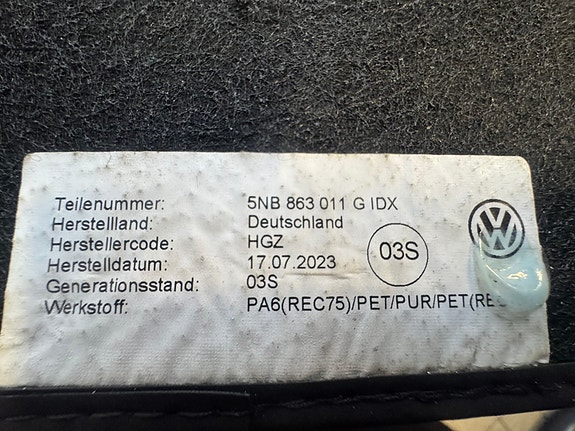 Teilenummer: 5NB 863 011 G IDX
Herstellland: Deutschland
Herstellercode: HGZ
Herstelldatum: 17.07.2023
Generationsstand: 03S
Werkstoff: PA6(REC75)/PET/PUR/PET(RE
03S
VW